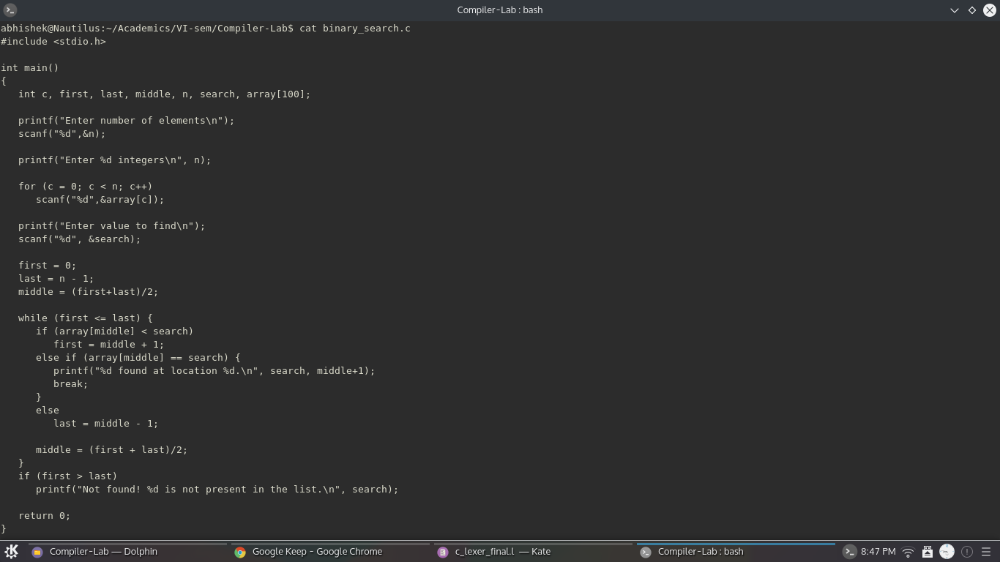 Compiler-Lab : bash
abhishek@Nautilus:~/Academics/VI-sem/Compiler-Lab$ cat binary_search.c
#include <stdio.h>

int main()
{
   int c, first, last, middle, n, search, array[100];

   printf("Enter number of elements\n");
   scanf("%d",&n);

   printf("Enter %d integers\n", n);

   for (c = 0; c < n; c++)
      scanf("%d",&array[c]);

   printf("Enter value to find\n");
   scanf("%d", &search);

   first = 0;
   last = n - 1;
   middle = (first+last)/2;

   while (first <= last) {
      if (array[middle] < search)
         first = middle + 1;
      else if (array[middle] == search) {
         printf("%d found at location %d.\n", search, middle+1);
         break;
      }
      else
         last = middle - 1;

      middle = (first + last)/2;
   }
   if (first > last)
      printf("Not found! %d is not present in the list.\n", search);

   return 0;
}
Compiler-Lab — Dolphin
Google Keep - Google Chrome
c_lexer_final.l — Kate
Compiler-Lab : bash
8:47 PM